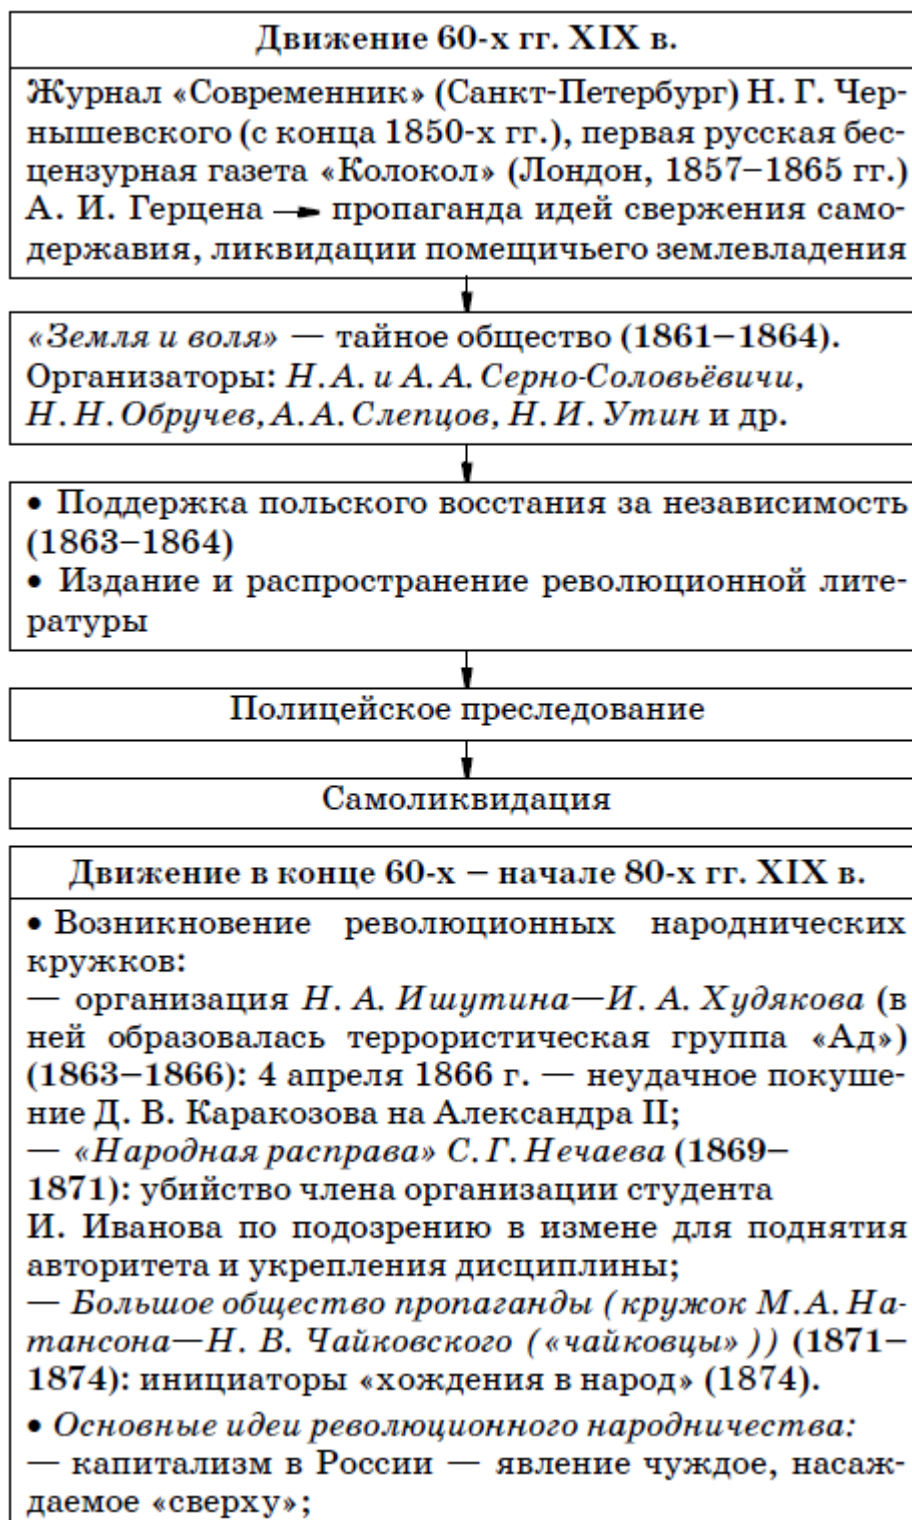 Движение 60-х гг. XIX в.
Журнал «Современник» (Санкт-Петербург) Н. Г. Чер-
нышевского (с конца 1850-х гг.), первая русская бес-
цензурная газета «Колокол» (Лондон, 1857–1865 гг.)
А. И. Герцена → пропаганда идей свержения само-
державия, ликвидации помещичьего землевладения
«Земля и воля» — тайное общество (1861–1864).
Организаторы: Н. А. и А. А. Серно-Соловьёвичи,
Н. Н. Обручев, А. А. Слепцов, Н. И. Утин и др.
• Поддержка польского восстания за независимость
(1863–1864)
• Издание и распространение революционной лите-
ратуры
Полицейское преследование
Самоликвидация
Движение в конце 60-х – начале 80-х гг. XIX в.
• Возникновение революционных народнических
кружков:
— организация Н. А. Ишутина—И. А. Худякова (в
ней образовалась террористическая группа «Ад»)
(1863–1866): 4 апреля 1866 г. — неудачное покуше-
ние Д. В. Каракозова на Александра II;
— «Народная расправа» С. Г. Нечаева (1869–
1871): убийство члена организации студента
И. Иванова по подозрению в измене для поднятия
авторитета и укрепления дисциплины;
— Большое общество пропаганды (кружок М.А. На-
тансона—Н. В. Чайковского («чайковцы»)) (1871–
1874): инициаторы «хождения в народ» (1874).
• Основные идеи революционного народничества:
— капитализм в России — явление чуждое, насаж-
даемое «сверху»;